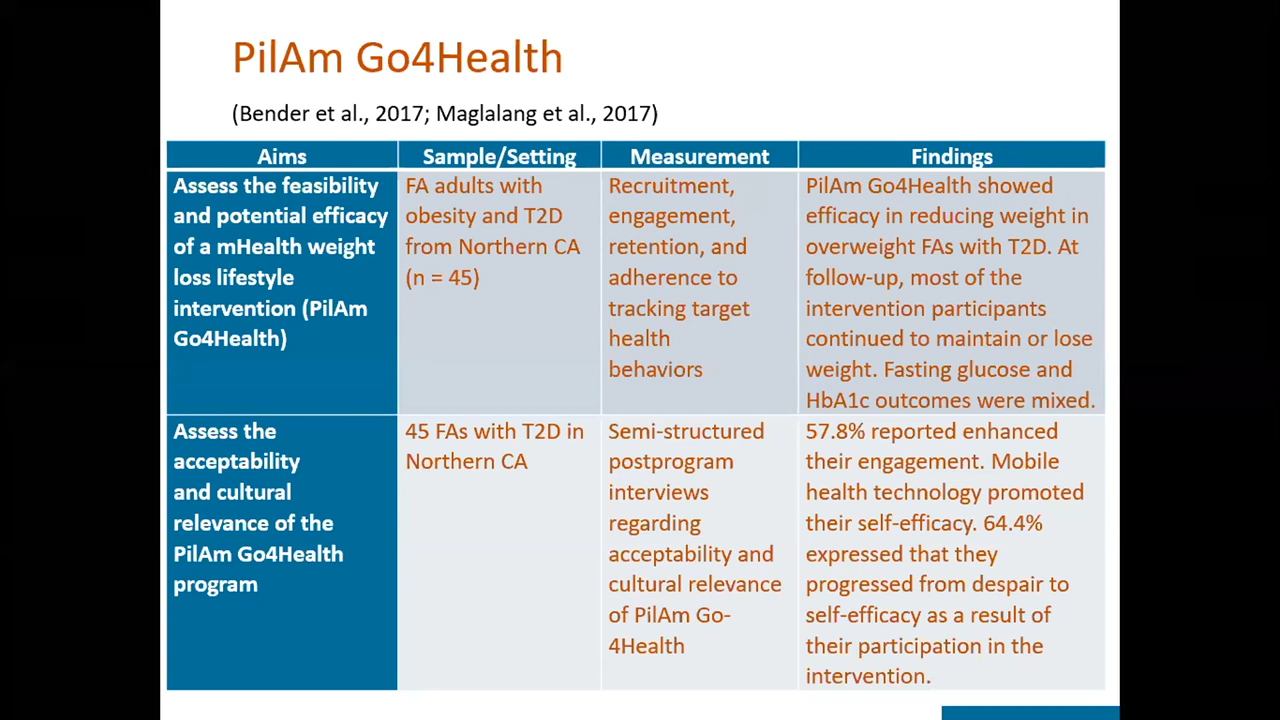 PilAm Go4Health
(Bender et al., 2017; Maglalang et al., 2017)
Aims
Sample/Setting
Measurement
Findings
Assess the feasibility
and potential efficacy
of a mHealth weight
loss lifestyle
intervention (PilAm
Go4Health)
FA adults with
obesity and T2D
from Northern CA
(n = 45)
Recruitment,
engagement,
retention, and
adherence to
tracking target
health
behaviors
PilAm Go4Health showed
efficacy in reducing weight in
overweight FAs with T2D. At
follow-up, most of the
intervention participants
continued to maintain or lose
weight. Fasting glucose and
HbA1c outcomes were mixed.
Assess the
acceptability
and cultural
relevance of the
PilAm Go4Health
program
45 FAs with T2D in
Northern CA
Semi-structured
postprogram
interviews
regarding
acceptability and
cultural relevance
of PilAm Go-
4Health
57.8% reported enhanced
their engagement. Mobile
health technology promoted
their self-efficacy. 64.4%
expressed that they
progressed from despair to
self-efficacy as a result of
their participation in the
intervention.